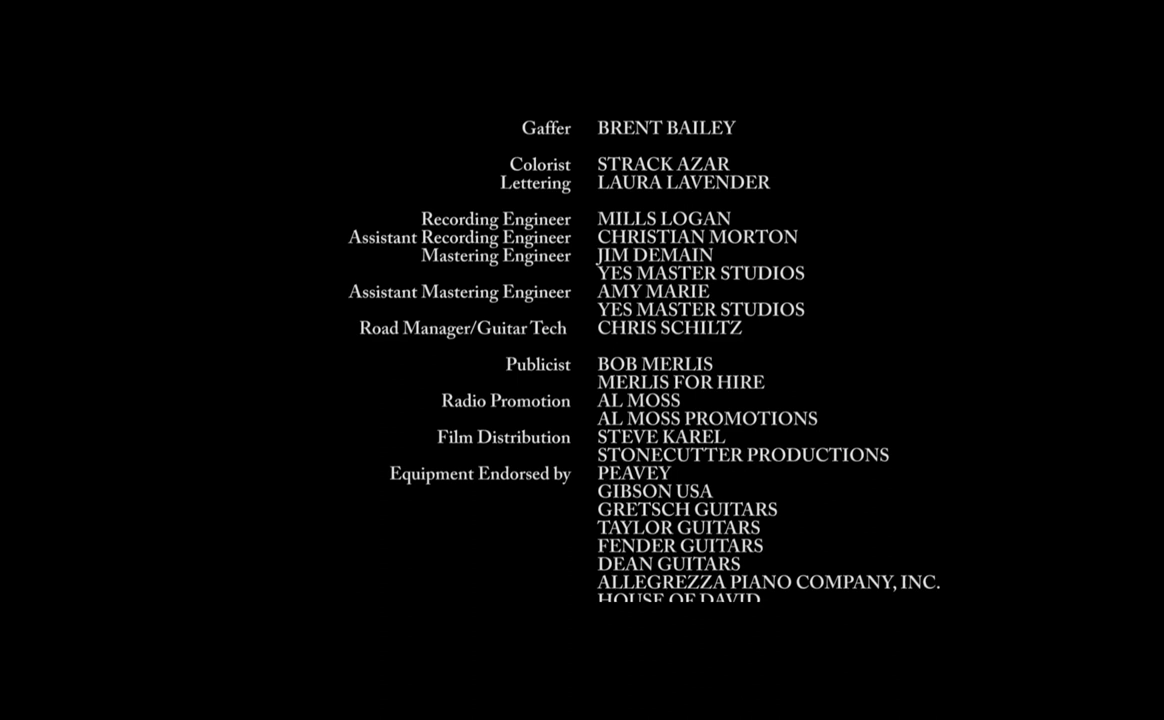 Gaffer BRENT BAILEY
Colorist STRACK AZAR
Lettering LAURA LAVENDER
Recording Engineer MILLS LOGAN
Assistant Recording Engineer CHRISTIAN MORTON
Mastering Engineer JIM DEMAIN
YES MASTER STUDIOS
Assistant Mastering Engineer AMY MARIE
YES MASTER STUDIOS
Road Manager/Guitar Tech CHRIS SCHILTZ
Publicist BOB MERLIS
MERLIS FOR HIRE
Radio Promotion AL MOSS
AL MOSS PROMOTIONS
Film Distribution STEVE KAREL
STONECUTTER PRODUCTIONS
Equipment Endorsed by PEAVEY
GIBSON USA
GRETSCH GUITARS
TAYLOR GUITARS
FENDER GUITARS
DEAN GUITARS
ALLEGREZZA PIANO COMPANY, INC.
HOUSE OF DAVID